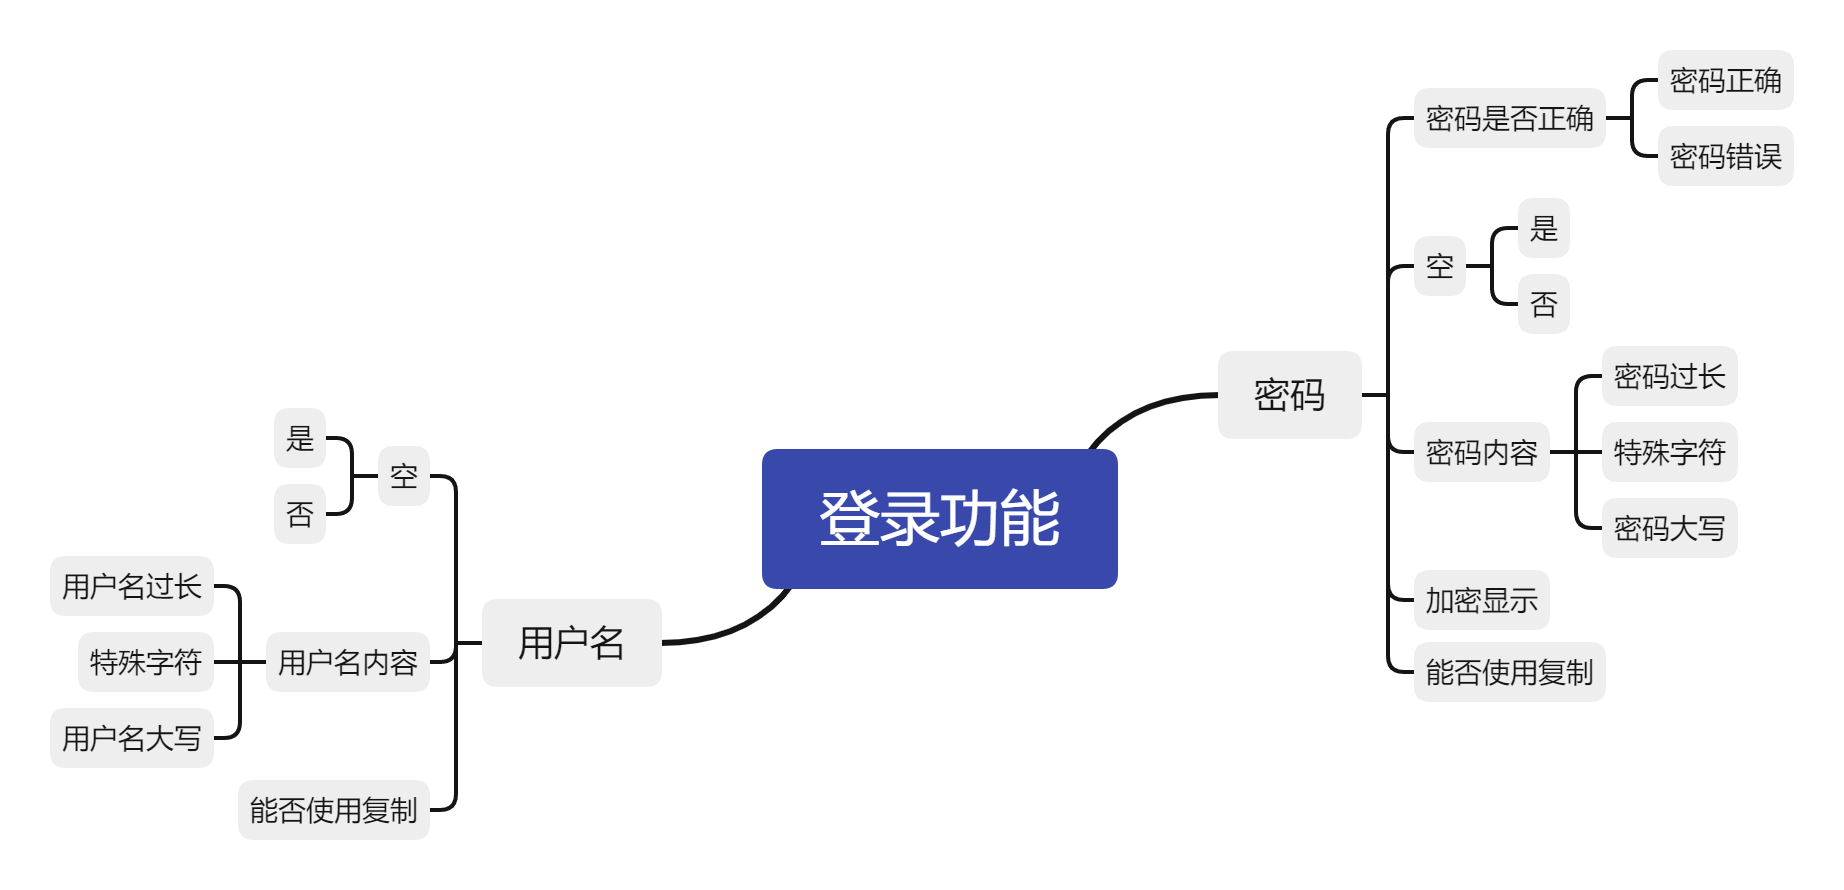 登录功能
密码
密码是否正确
密码正确
密码错误
空
是
否
密码内容
密码过长
特殊字符
密码大写
加密显示
能否使用复制
用户名
空
是
否
用户名内容
用户名过长
特殊字符
用户名大写
能否使用复制